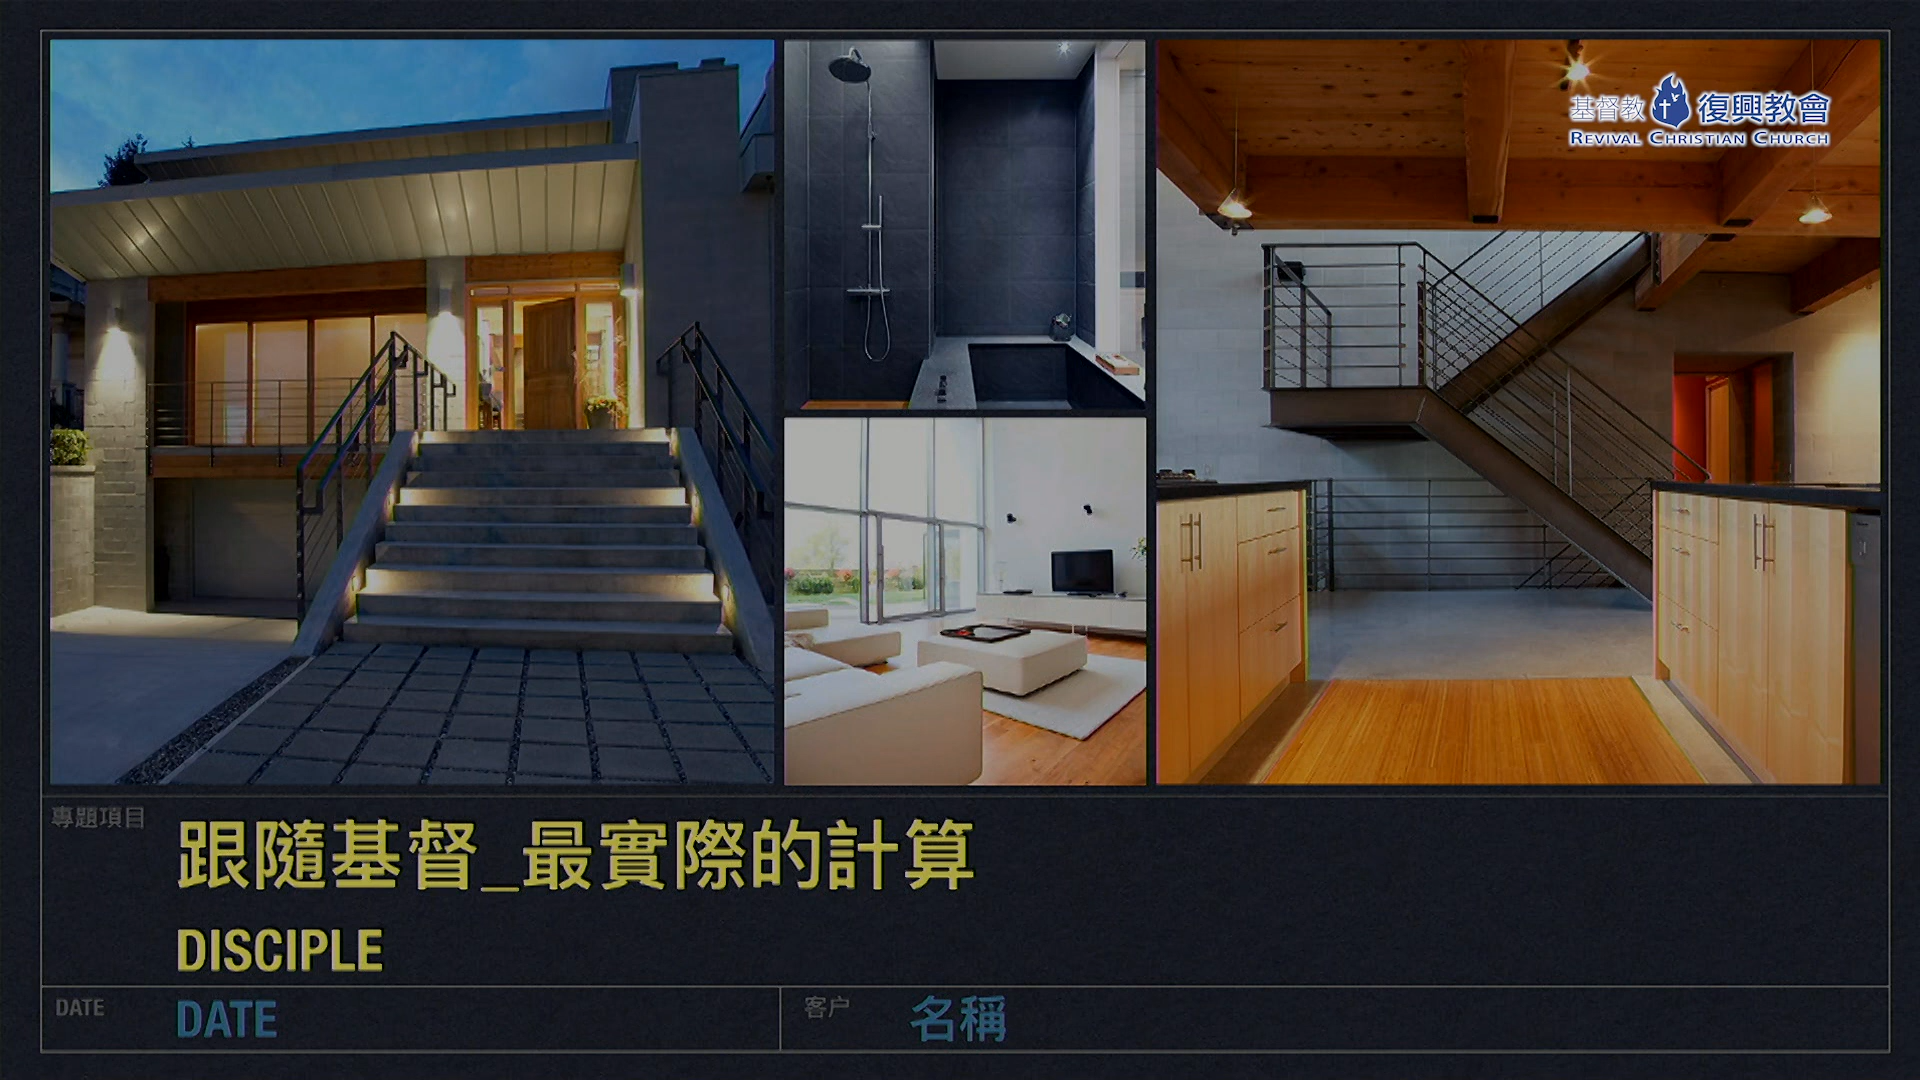 基督教 復興教會
REVIVAL CHRISTIAN CHURCH
專題項目
跟隨基督_最實際的計算
DISCIPLE
DATE
DATE
客户
名稱